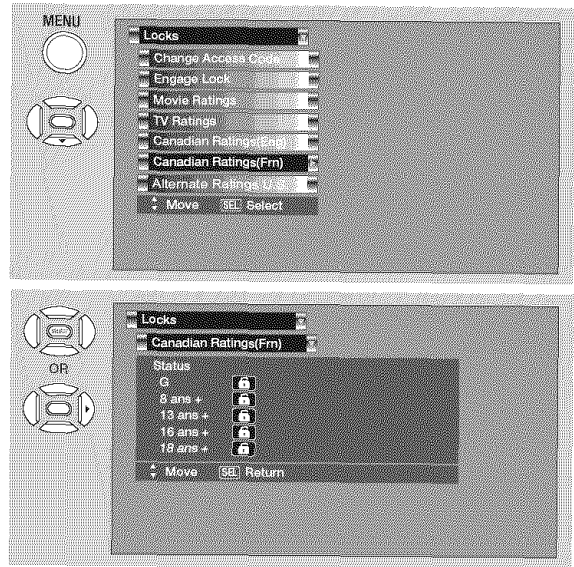 MENU
Locks
Change Access Code
Engage Lock
Movie Ratings
TV Ratings
Canadian Ratings(Eng)
Canadian Ratings(Frn)
Alternate Ratings U.S.
Move SEL Select
OR
Locks
Canadian Ratings(Frn)
Status
G
8 ans +
13 ans +
16 ans +
18 ans +
Move SEL Return